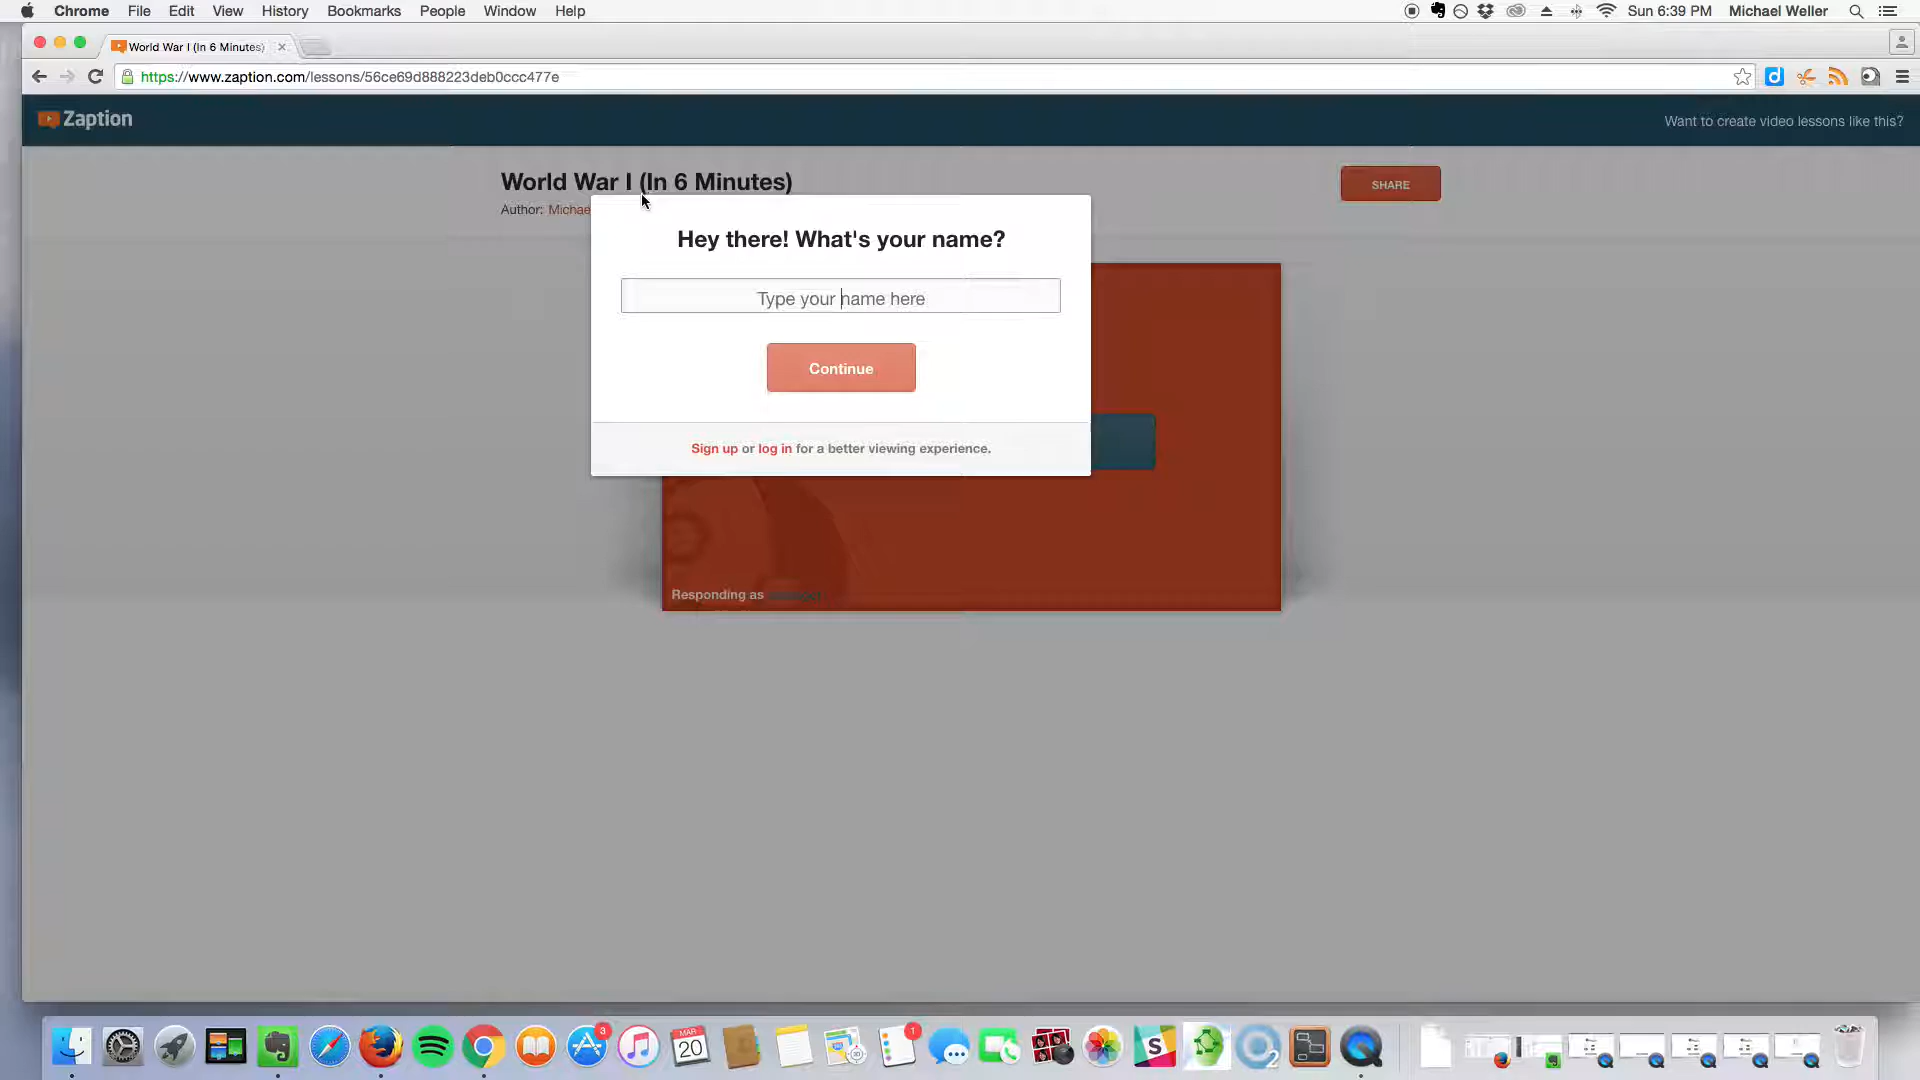 Chrome File Edit View History Bookmarks People Window Help Sun 6:39 PM Michael Weller
World War I (In 6 Minutes)
https://www.zaption.com/lessons/56ce69d888223deb0ccc477e
Zaption
Want to create video lessons like this?
World War I (In 6 Minutes)
SHARE
Author: Michae
Hey there! What's your name?
Type your name here
Continue
Sign up or log in for a better viewing experience.
Responding as
3
MAR
20
1